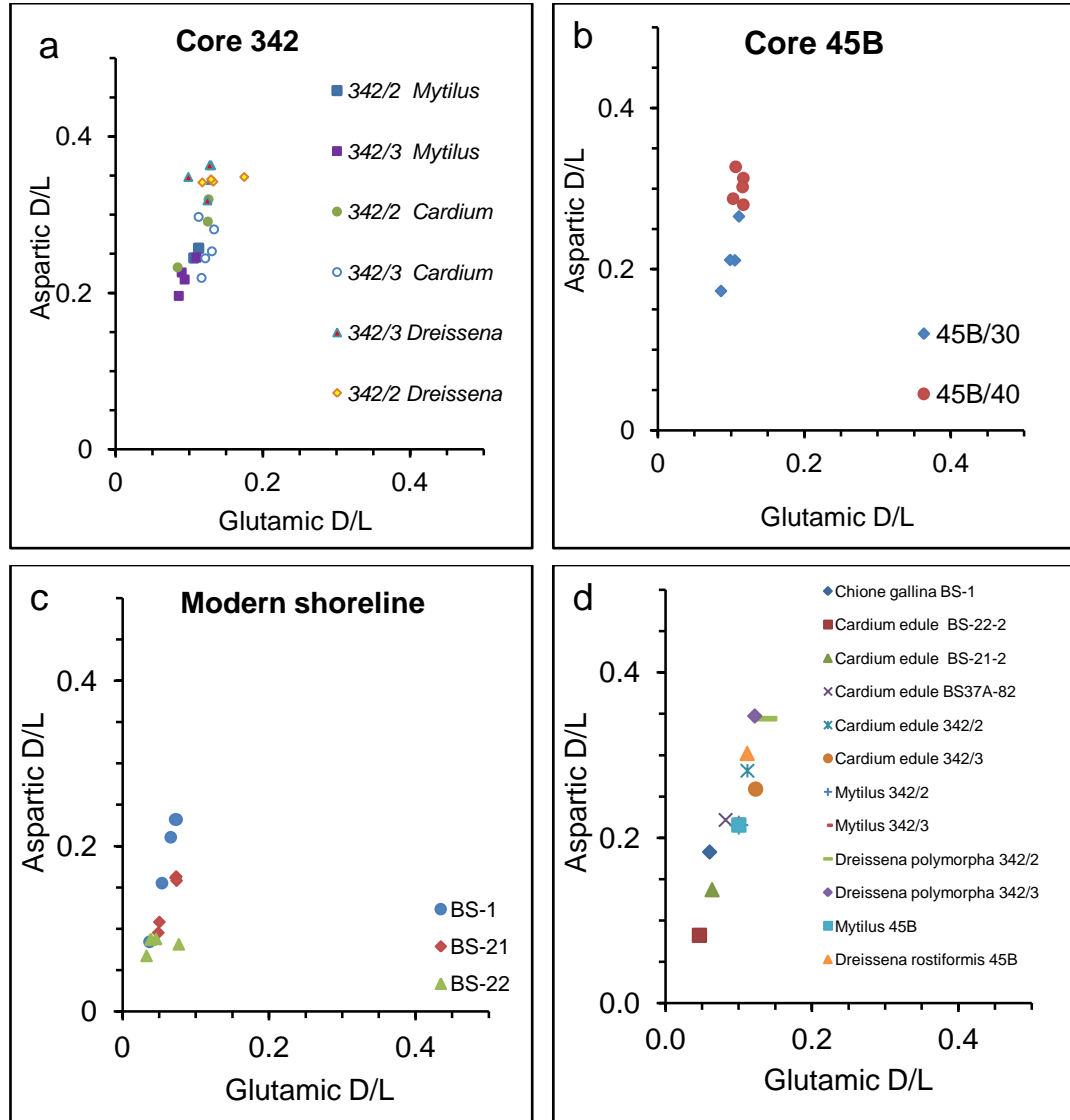 a
Core 342
342/2 Mytilus
342/3 Mytilus
342/2 Cardium
342/3 Cardium
342/3 Dreissena
342/2 Dreissena
0.4
0.2
0
0
0.2
0.4
Aspartic D/L
Glutamic D/L
b
Core 45B
45B/30
45B/40
0.4
0.2
0
0
0.2
0.4
Aspartic D/L
Glutamic D/L
c
Modern shoreline
BS-1
BS-21
BS-22
0.4
0.2
0
0
0.2
0.4
Aspartic D/L
Glutamic D/L
d
Chione gallina BS-1
Cardium edule BS-22-2
Cardium edule BS-21-2
Cardium edule BS37A-82
Cardium edule 342/2
Cardium edule 342/3
Mytilus 342/2
Mytilus 342/3
Dreissena polymorpha 342/2
Dreissena polymorpha 342/3
Mytilus 45B
Dreissena rostiformis 45B
0.4
0.2
0.0
0.0
0.2
0.4
Aspartic D/L
Glutamic D/L